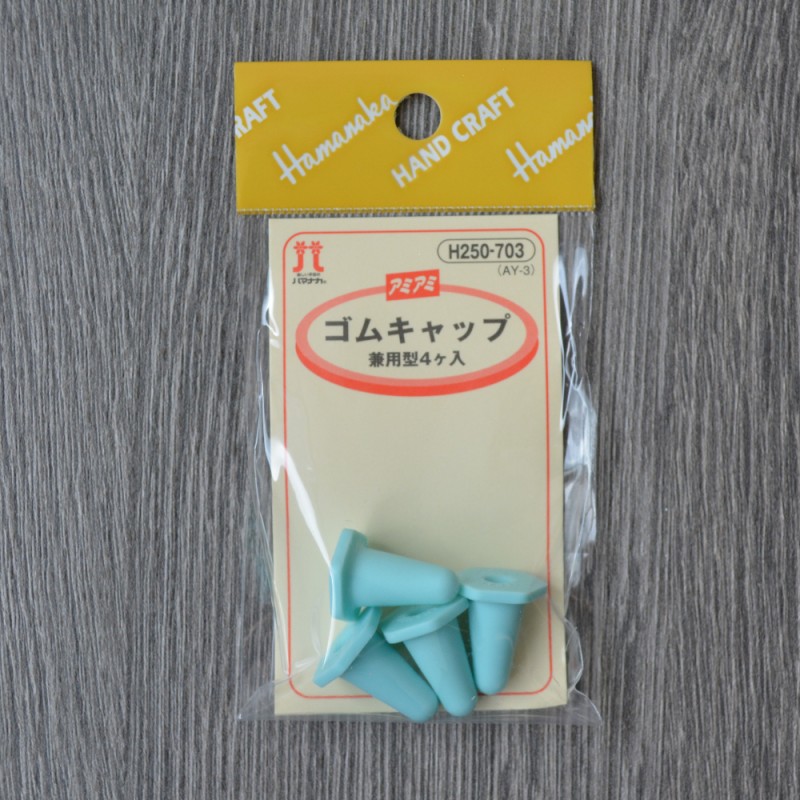 RAFT
Hamanaka
HAND CRAFT
Haman
ハマナカ
H250-703
(AY-3)
アミアミ
ゴムキャップ
兼用型4ヶ入